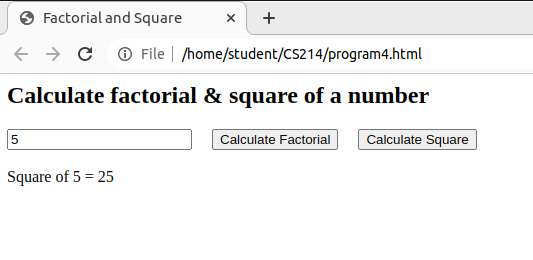 Factorial and Square
File | /home/student/CS214/program4.html
Calculate factorial & square of a number
5 Calculate Factorial Calculate Square
Square of 5 = 25